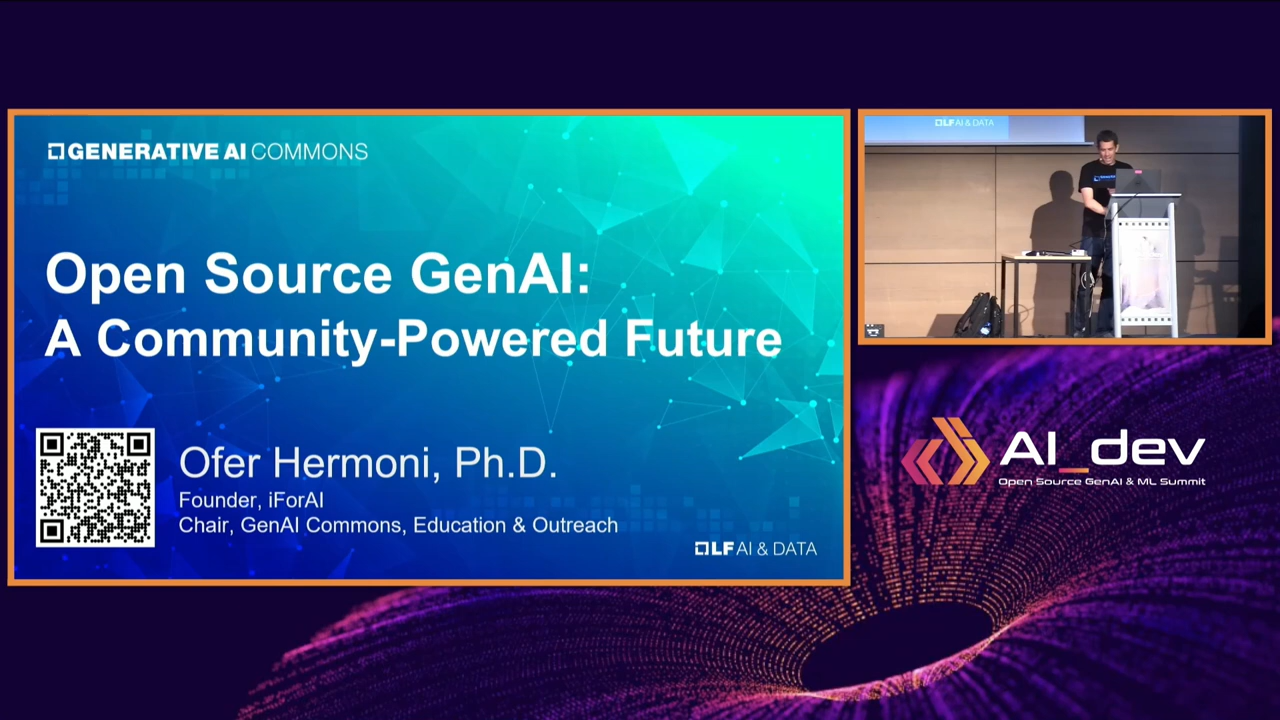 GENERATIVE AI COMMONS
Open Source GenAI:
A Community-Powered Future
Ofer Hermoni, Ph.D.
Founder, iForAI
Chair, GenAI Commons, Education & Outreach
LF AI & DATA
LF AI & DATA
AI_dev
Open Source GenAI & ML Summit